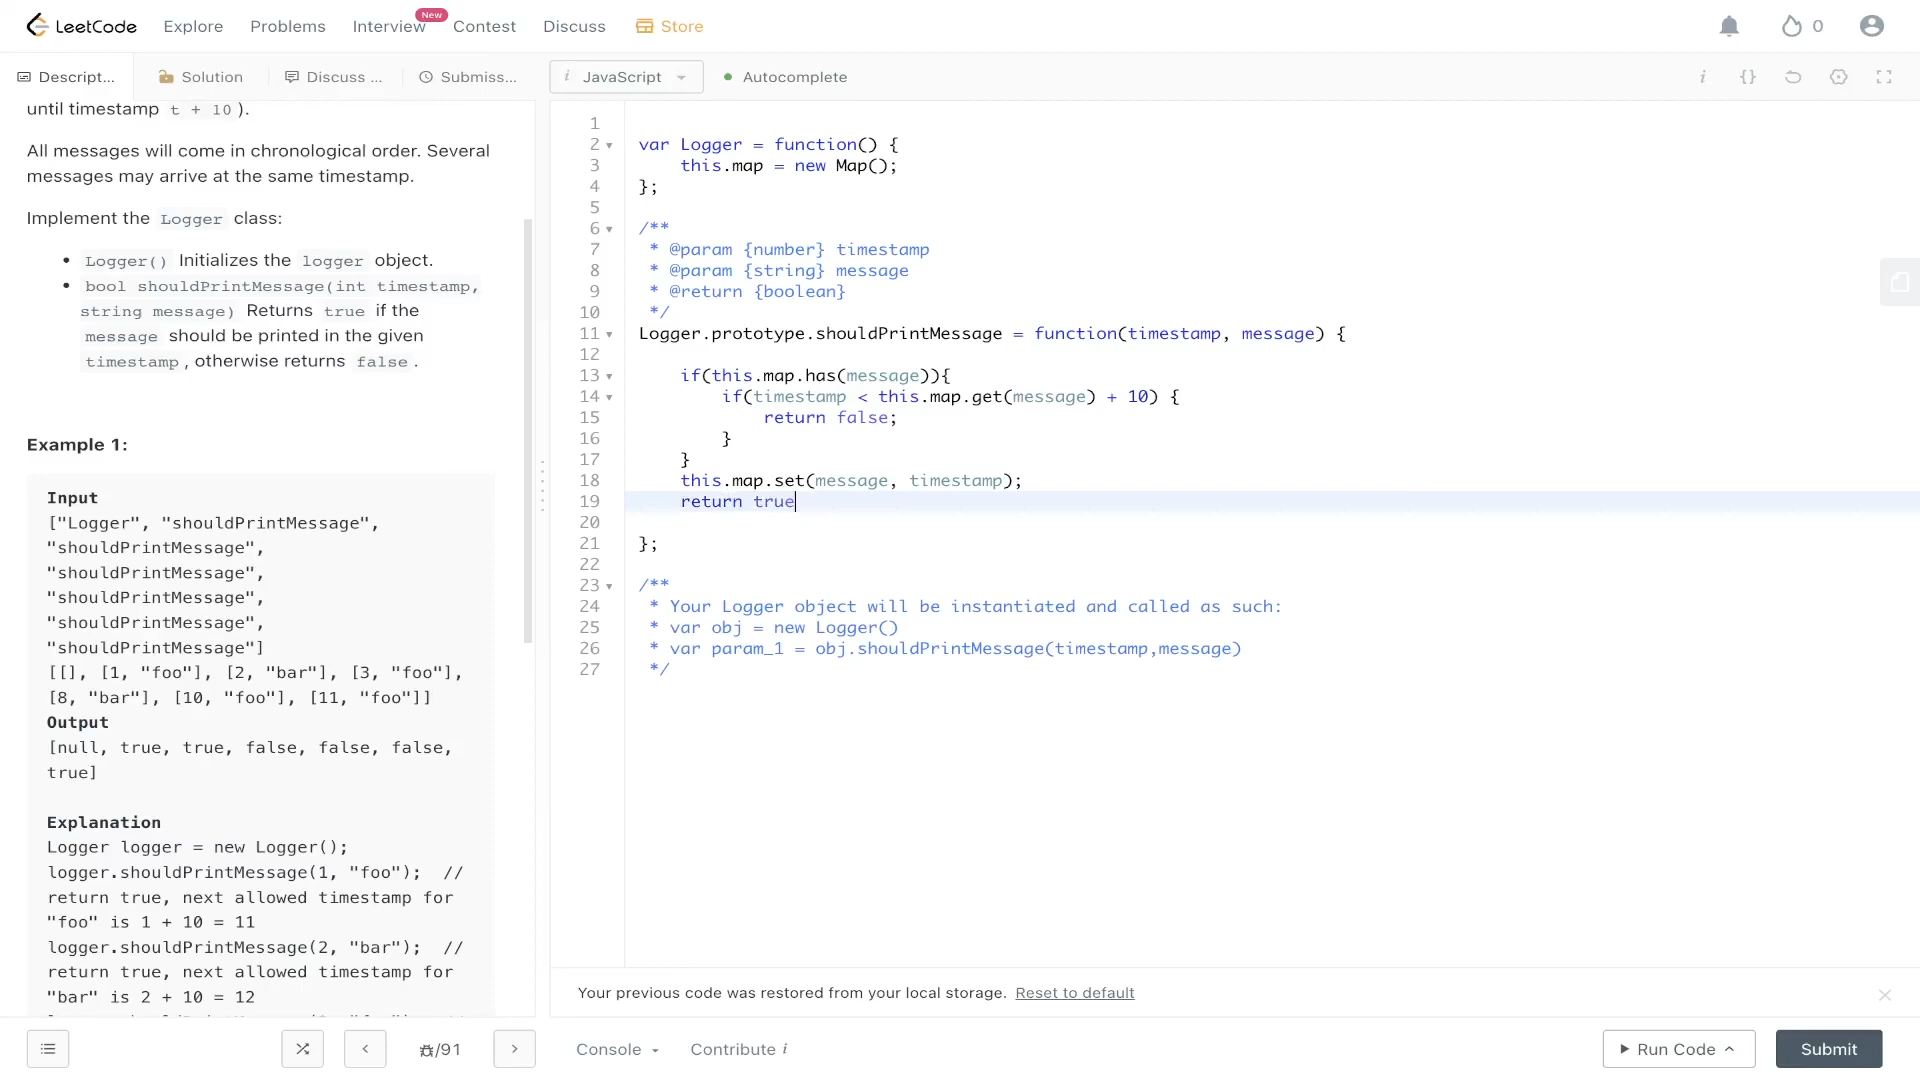 LeetCode Explore Problems Interview New Contest Discuss Store 0
Descript... Solution Discuss ... Submiss... i JavaScript Autocomplete i {}
until timestamp t + 10 ).
All messages will come in chronological order. Several
messages may arrive at the same timestamp.
Implement the Logger class:
• Logger() Initializes the logger object.
• bool shouldPrintMessage(int timestamp,
string message) Returns true if the
message should be printed in the given
timestamp , otherwise returns false .
Example 1:
Input
["Logger", "shouldPrintMessage",
"shouldPrintMessage",
"shouldPrintMessage",
"shouldPrintMessage",
"shouldPrintMessage",
"shouldPrintMessage"]
[[], [1, "foo"], [2, "bar"], [3, "foo"],
[8, "bar"], [10, "foo"], [11, "foo"]]
Output
[null, true, true, false, false, false,
true]
Explanation
Logger logger = new Logger();
logger.shouldPrintMessage(1, "foo");  //
return true, next allowed timestamp for
"foo" is 1 + 10 = 11
logger.shouldPrintMessage(2, "bar");  //
return true, next allowed timestamp for
"bar" is 2 + 10 = 12
1
2 var Logger = function() {
3     this.map = new Map();
4 };
5
6 /**
7  * @param {number} timestamp
8  * @param {string} message
9  * @return {boolean}
10  */
11 Logger.prototype.shouldPrintMessage = function(timestamp, message) {
12
13     if(this.map.has(message)){
14         if(timestamp < this.map.get(message) + 10) {
15             return false;
16         }
17     }
18     this.map.set(message, timestamp);
19     return true
20
21 };
22
23 /**
24  * Your Logger object will be instantiated and called as such:
25  * var obj = new Logger()
26  * var param_1 = obj.shouldPrintMessage(timestamp,message)
27  */
Your previous code was restored from your local storage. Reset to default
< /91 > Console Contribute i Run Code Submit